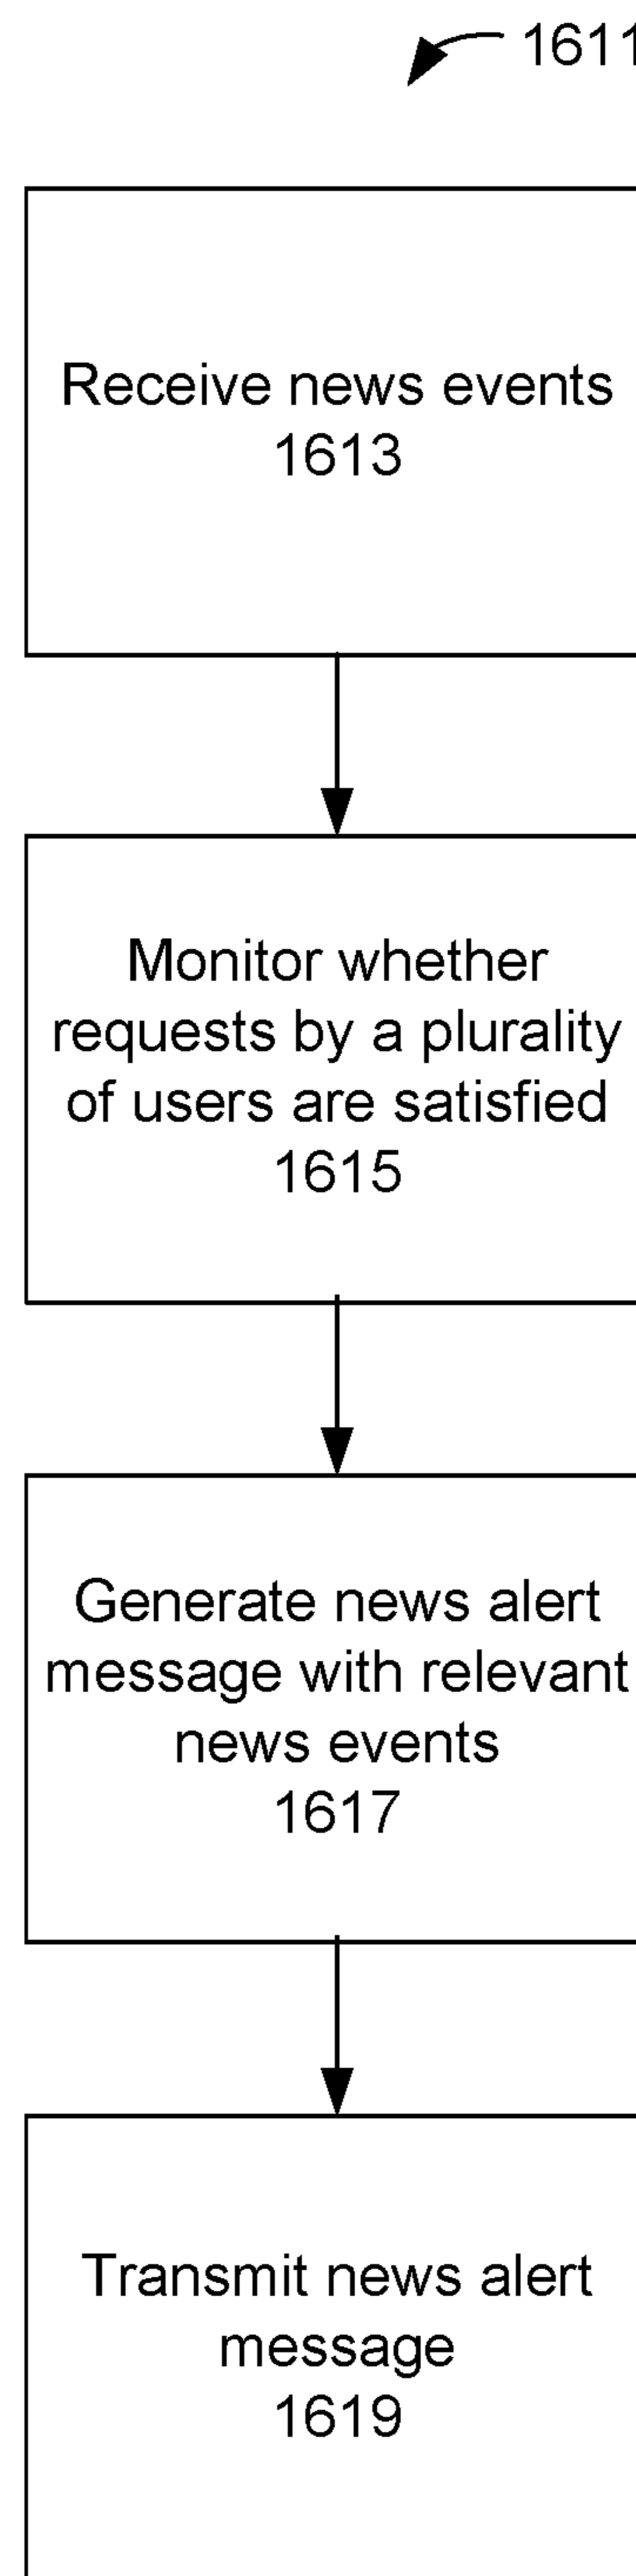 1611
Receive news events
1613
Monitor whether
requests by a plurality
of users are satisfied
1615
Generate news alert
message with relevant
news events
1617
Transmit news alert
message
1619